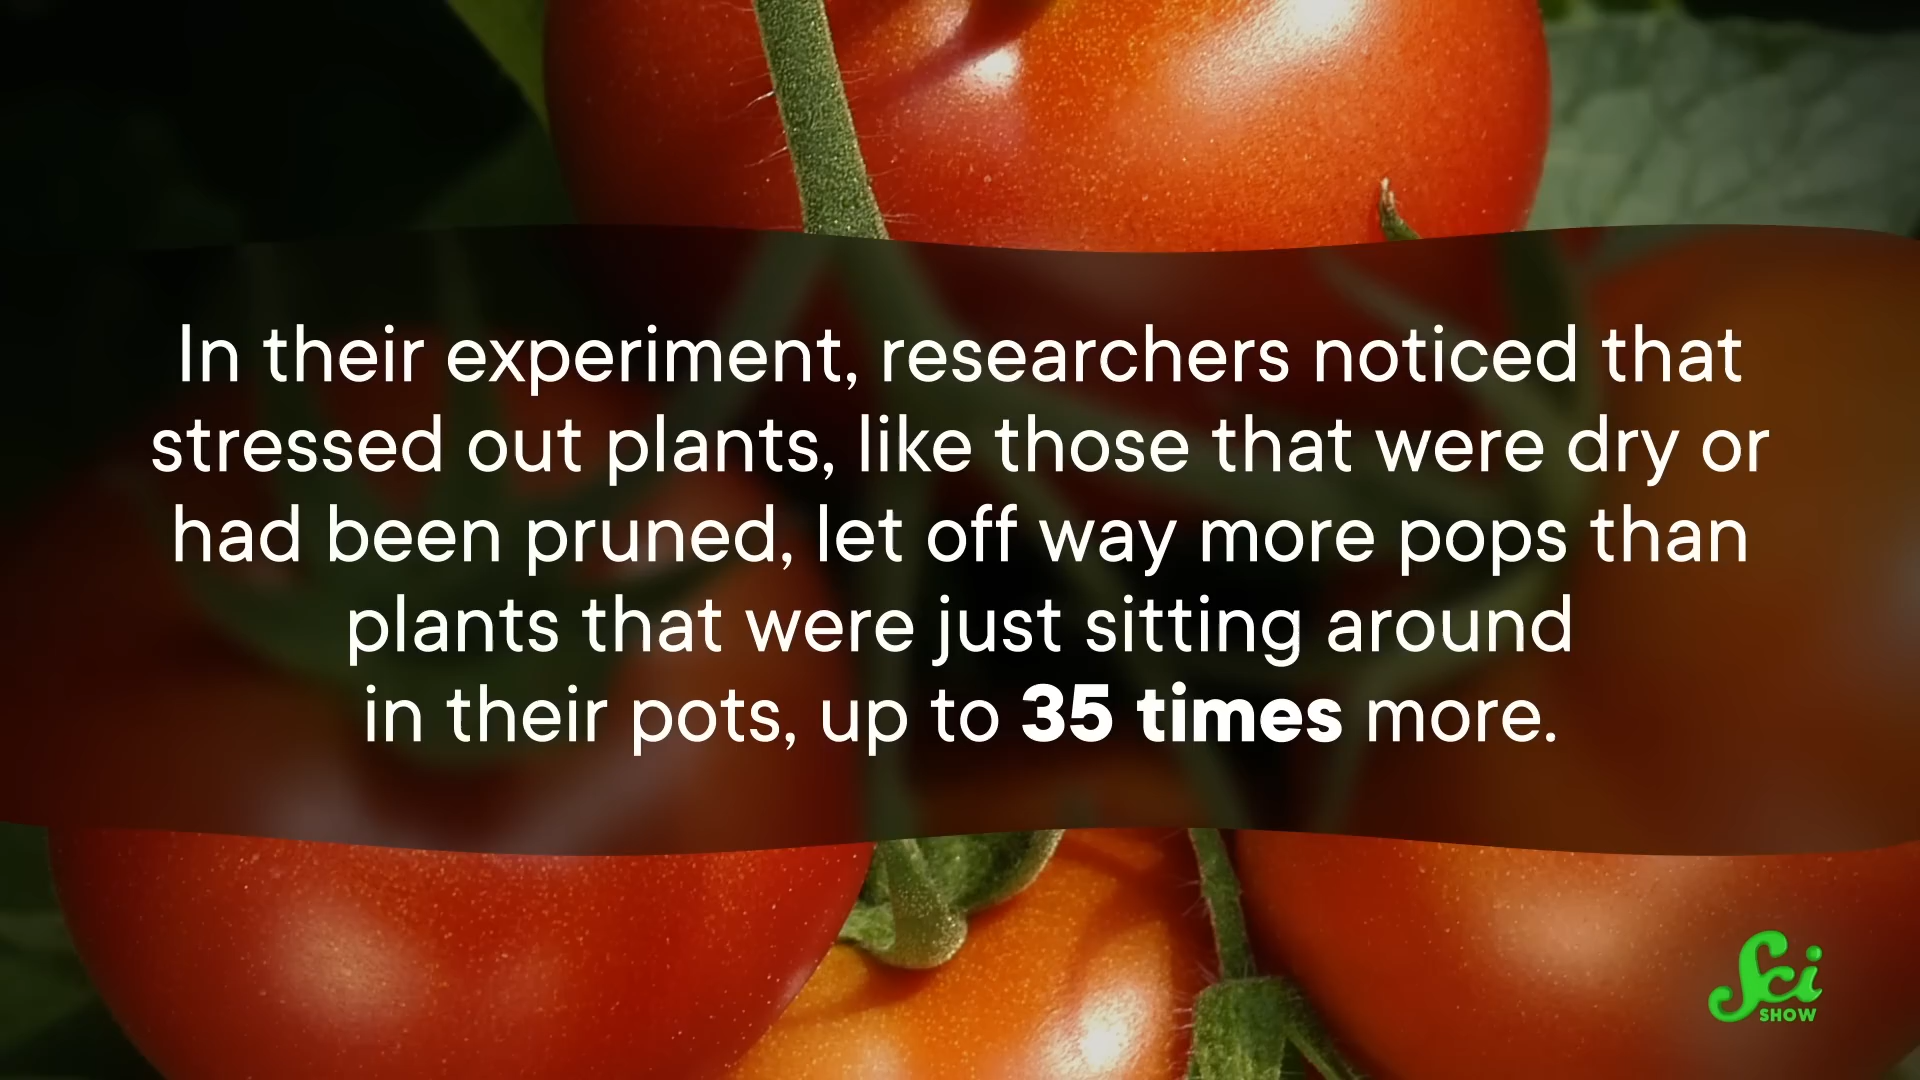 In their experiment, researchers noticed that
stressed out plants, like those that were dry or
had been pruned, let off way more pops than
plants that were just sitting around
in their pots, up to 35 times more.
Sci
SHOW